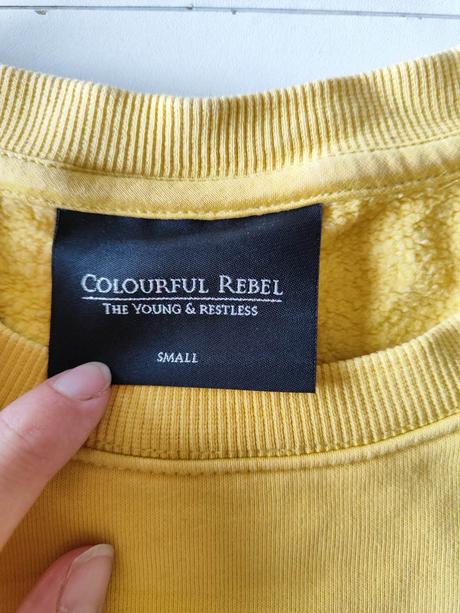 COLOURFUL REBEL
THE YOUNG & RESTLESS
SMALL